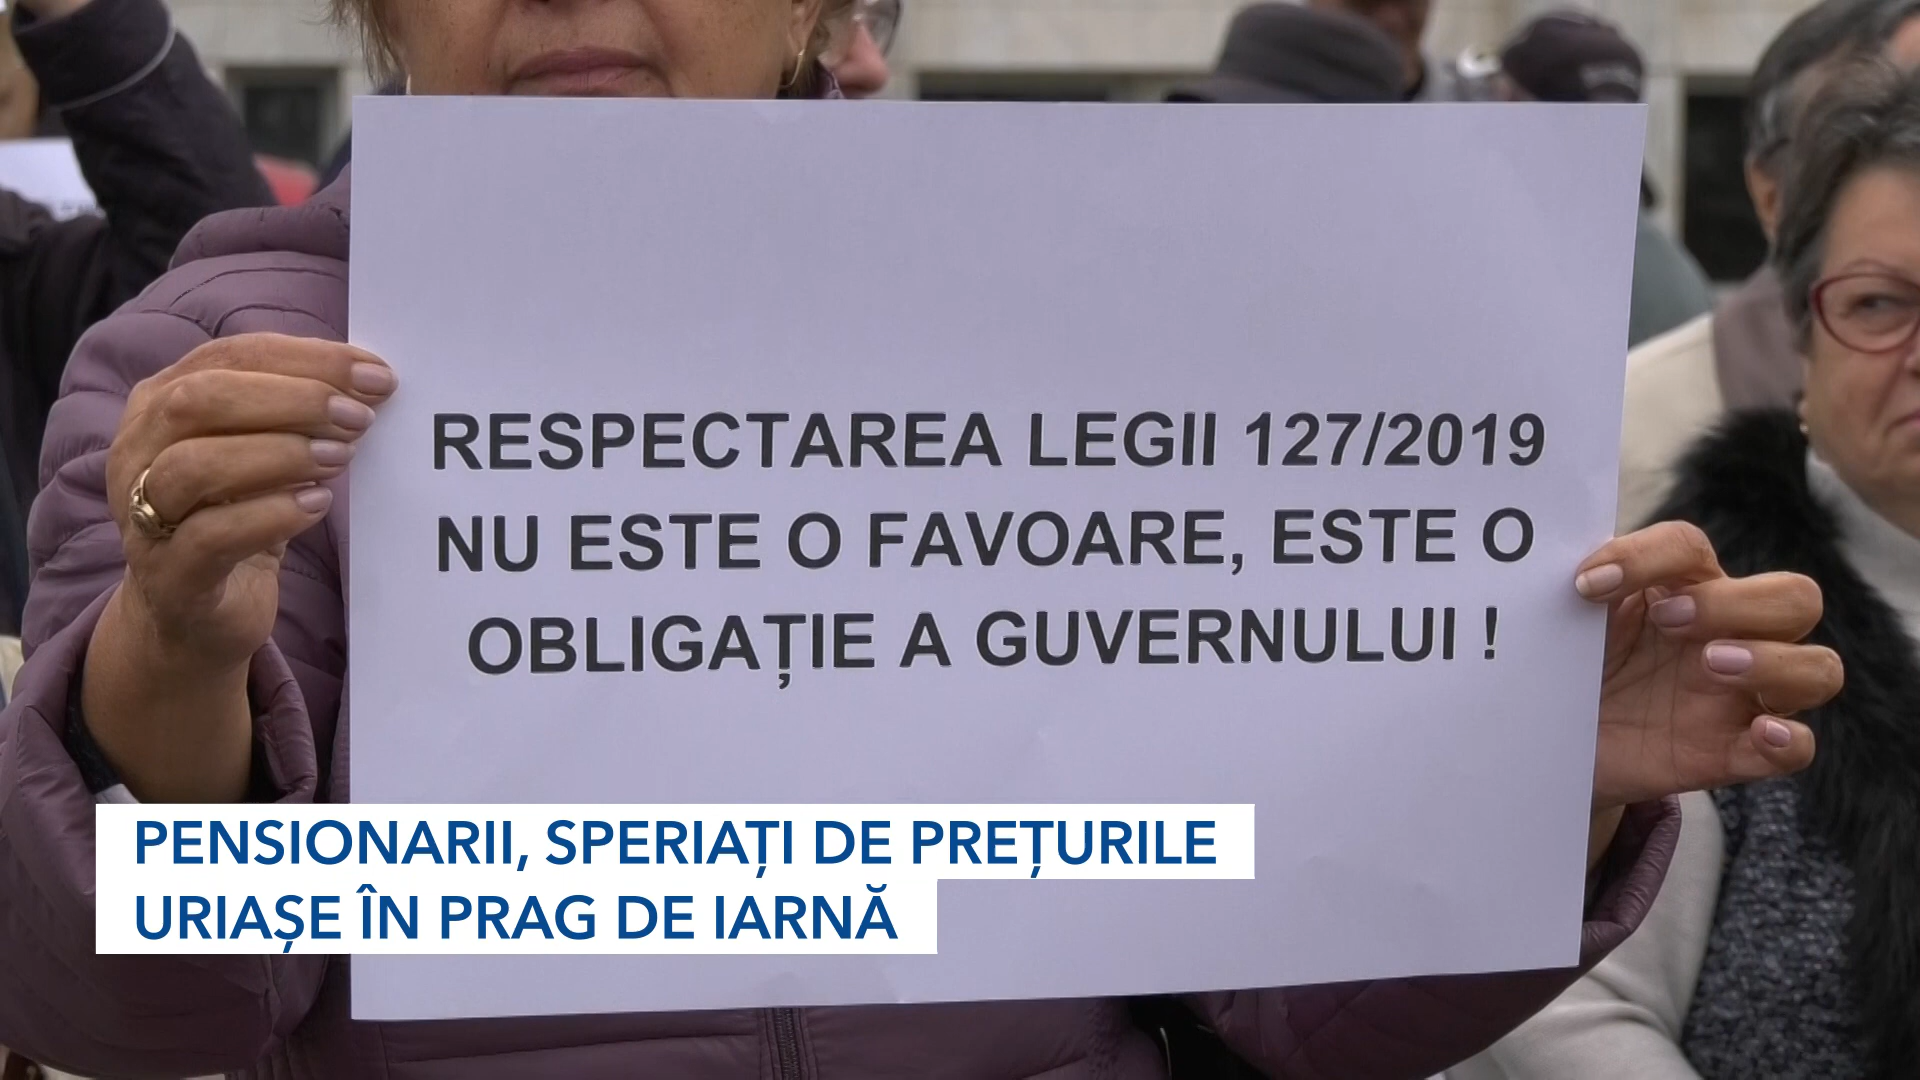 RESPECTAREA LEGII 127/2019
NU ESTE O FAVOARE, ESTE O
OBLIGAȚIE A GUVERNULUI !
PENSIONARII, SPERIAȚI DE PREȚURILE
URIAȘE ÎN PRAG DE IARNĂ